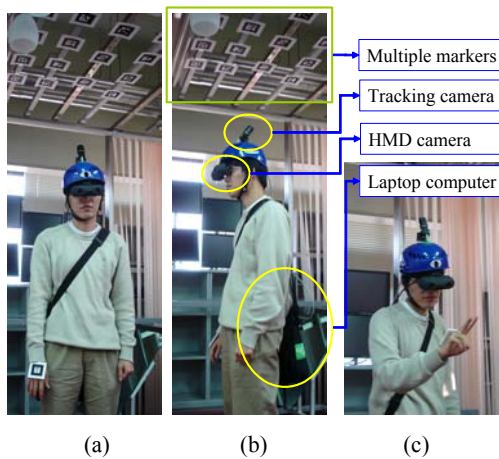 Multiple markers
Tracking camera
HMD camera
Laptop computer
(a)
(b)
(c)